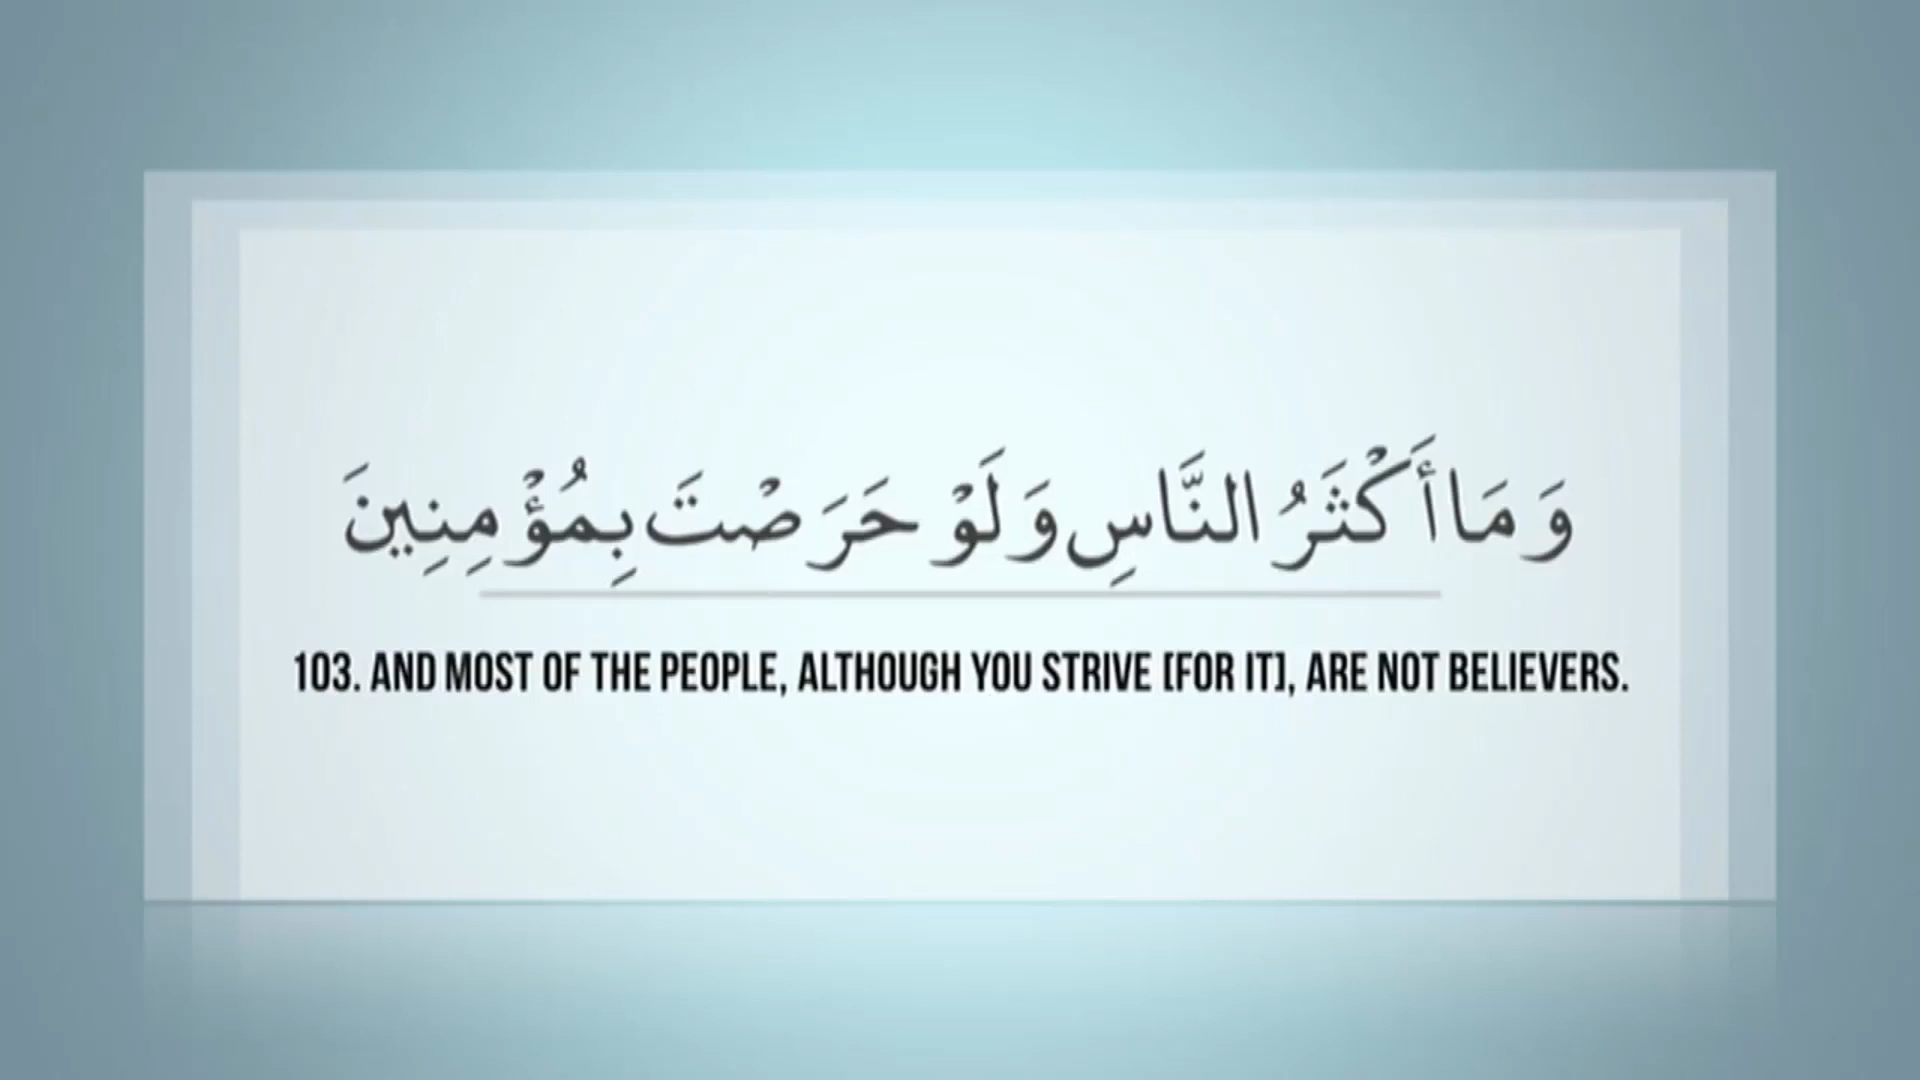 وَمَا أَكْثَرُ النَّاسِ وَلَوْ حَرَصْتَ بِمُؤْمِنِينَ
103. AND MOST OF THE PEOPLE, ALTHOUGH YOU STRIVE [FOR IT], ARE NOT BELIEVERS.